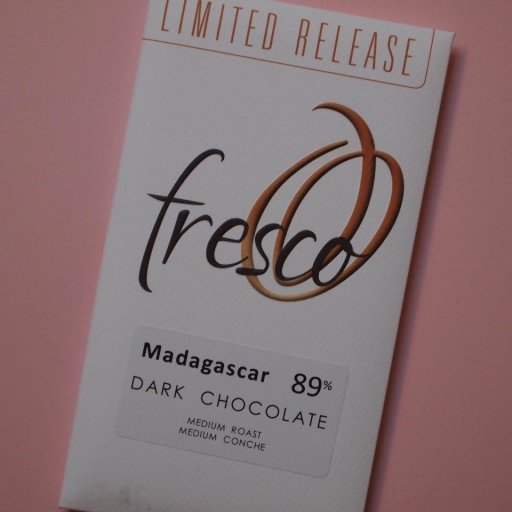 LIMITED RELEASE
fresco
Madagascar 89%
DARK CHOCOLATE
MEDIUM ROAST
MEDIUM CONCHE